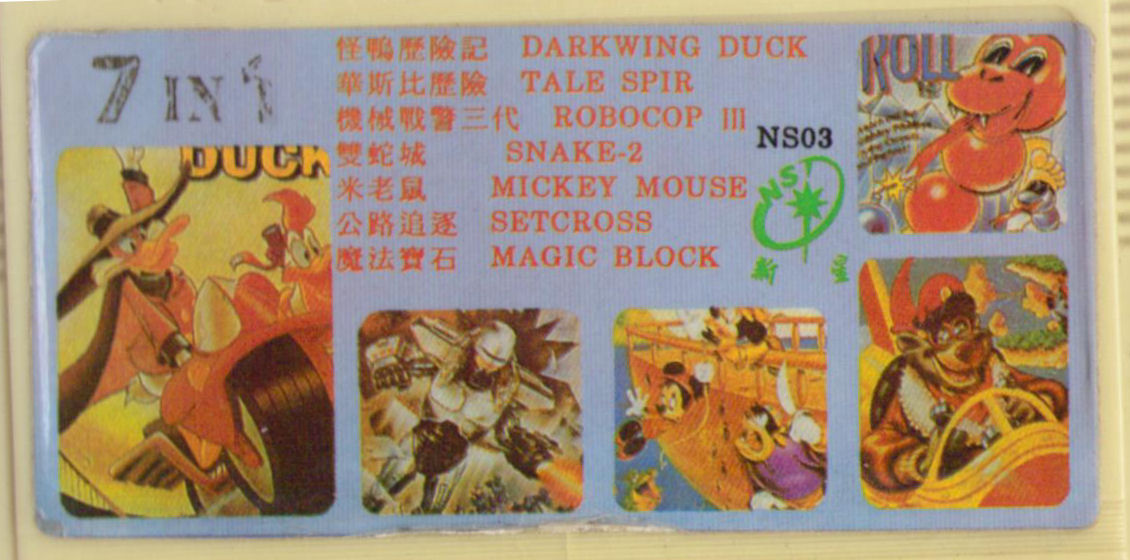 7 IN 1
怪鴨歷險記 DARKWING DUCK
華斯比歷險 TALE SPIR
機械戰警三代 ROBOCOP III
雙蛇城 SNAKE-2
米老鼠 MICKEY MOUSE
公路追逐 SETCROSS
魔法寶石 MAGIC BLOCK
NS03
NST
新星
DUCK
ROLL